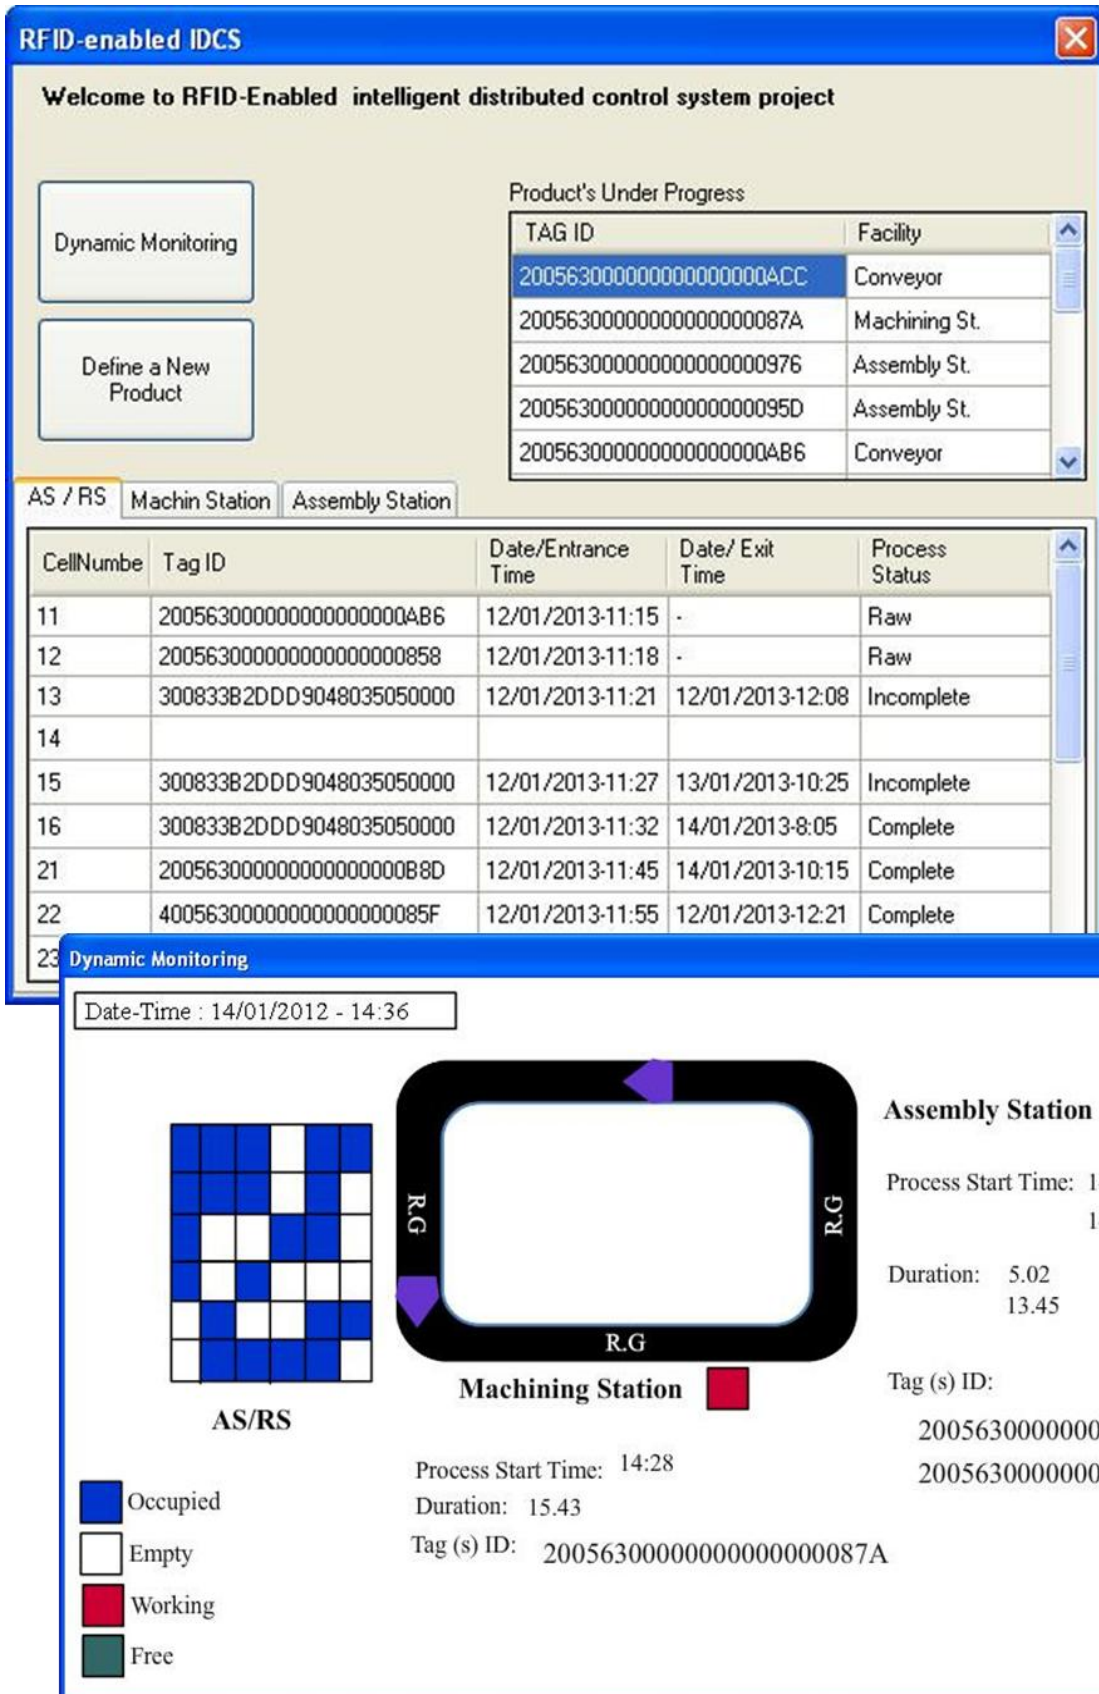 RFID-enabled IDCS
Welcome to RFID-Enabled intelligent distributed control system project
Dynamic Monitoring
Define a New
Product
Product's Under Progress
TAG ID Facility
200563000000000000000ACC Conveyor
20056300000000000000087A Machining St.
200563000000000000000976 Assembly St.
20056300000000000000095D Assembly St.
200563000000000000000AB6 Conveyor
AS / RS Machin Station Assembly Station
CellNumbe Tag ID Date/Entrance Time Date/ Exit Time Process Status
11 200563000000000000000AB6 12/01/2013-11:15 - Raw
12 200563000000000000000858 12/01/2013-11:18 - Raw
13 300833B2DDD9048035050000 12/01/2013-11:21 12/01/2013-12:08 Incomplete
14
15 300833B2DDD9048035050000 12/01/2013-11:27 13/01/2013-10:25 Incomplete
16 300833B2DDD9048035050000 12/01/2013-11:32 14/01/2013-8:05 Complete
21 200563000000000000000B8D 12/01/2013-11:45 14/01/2013-10:15 Complete
22 40056300000000000000085F 12/01/2013-11:55 12/01/2013-12:21 Complete
23
Dynamic Monitoring
Date-Time : 14/01/2012 - 14:36
R.G
R.G
R.G
AS/RS
Machining Station
Process Start Time: 14:28
Duration: 15.43
Tag (s) ID: 20056300000000000000087A
Assembly Station
Process Start Time: 1
1
Duration: 5.02
13.45
Tag (s) ID:
2005630000000
2005630000000
Occupied
Empty
Working
Free